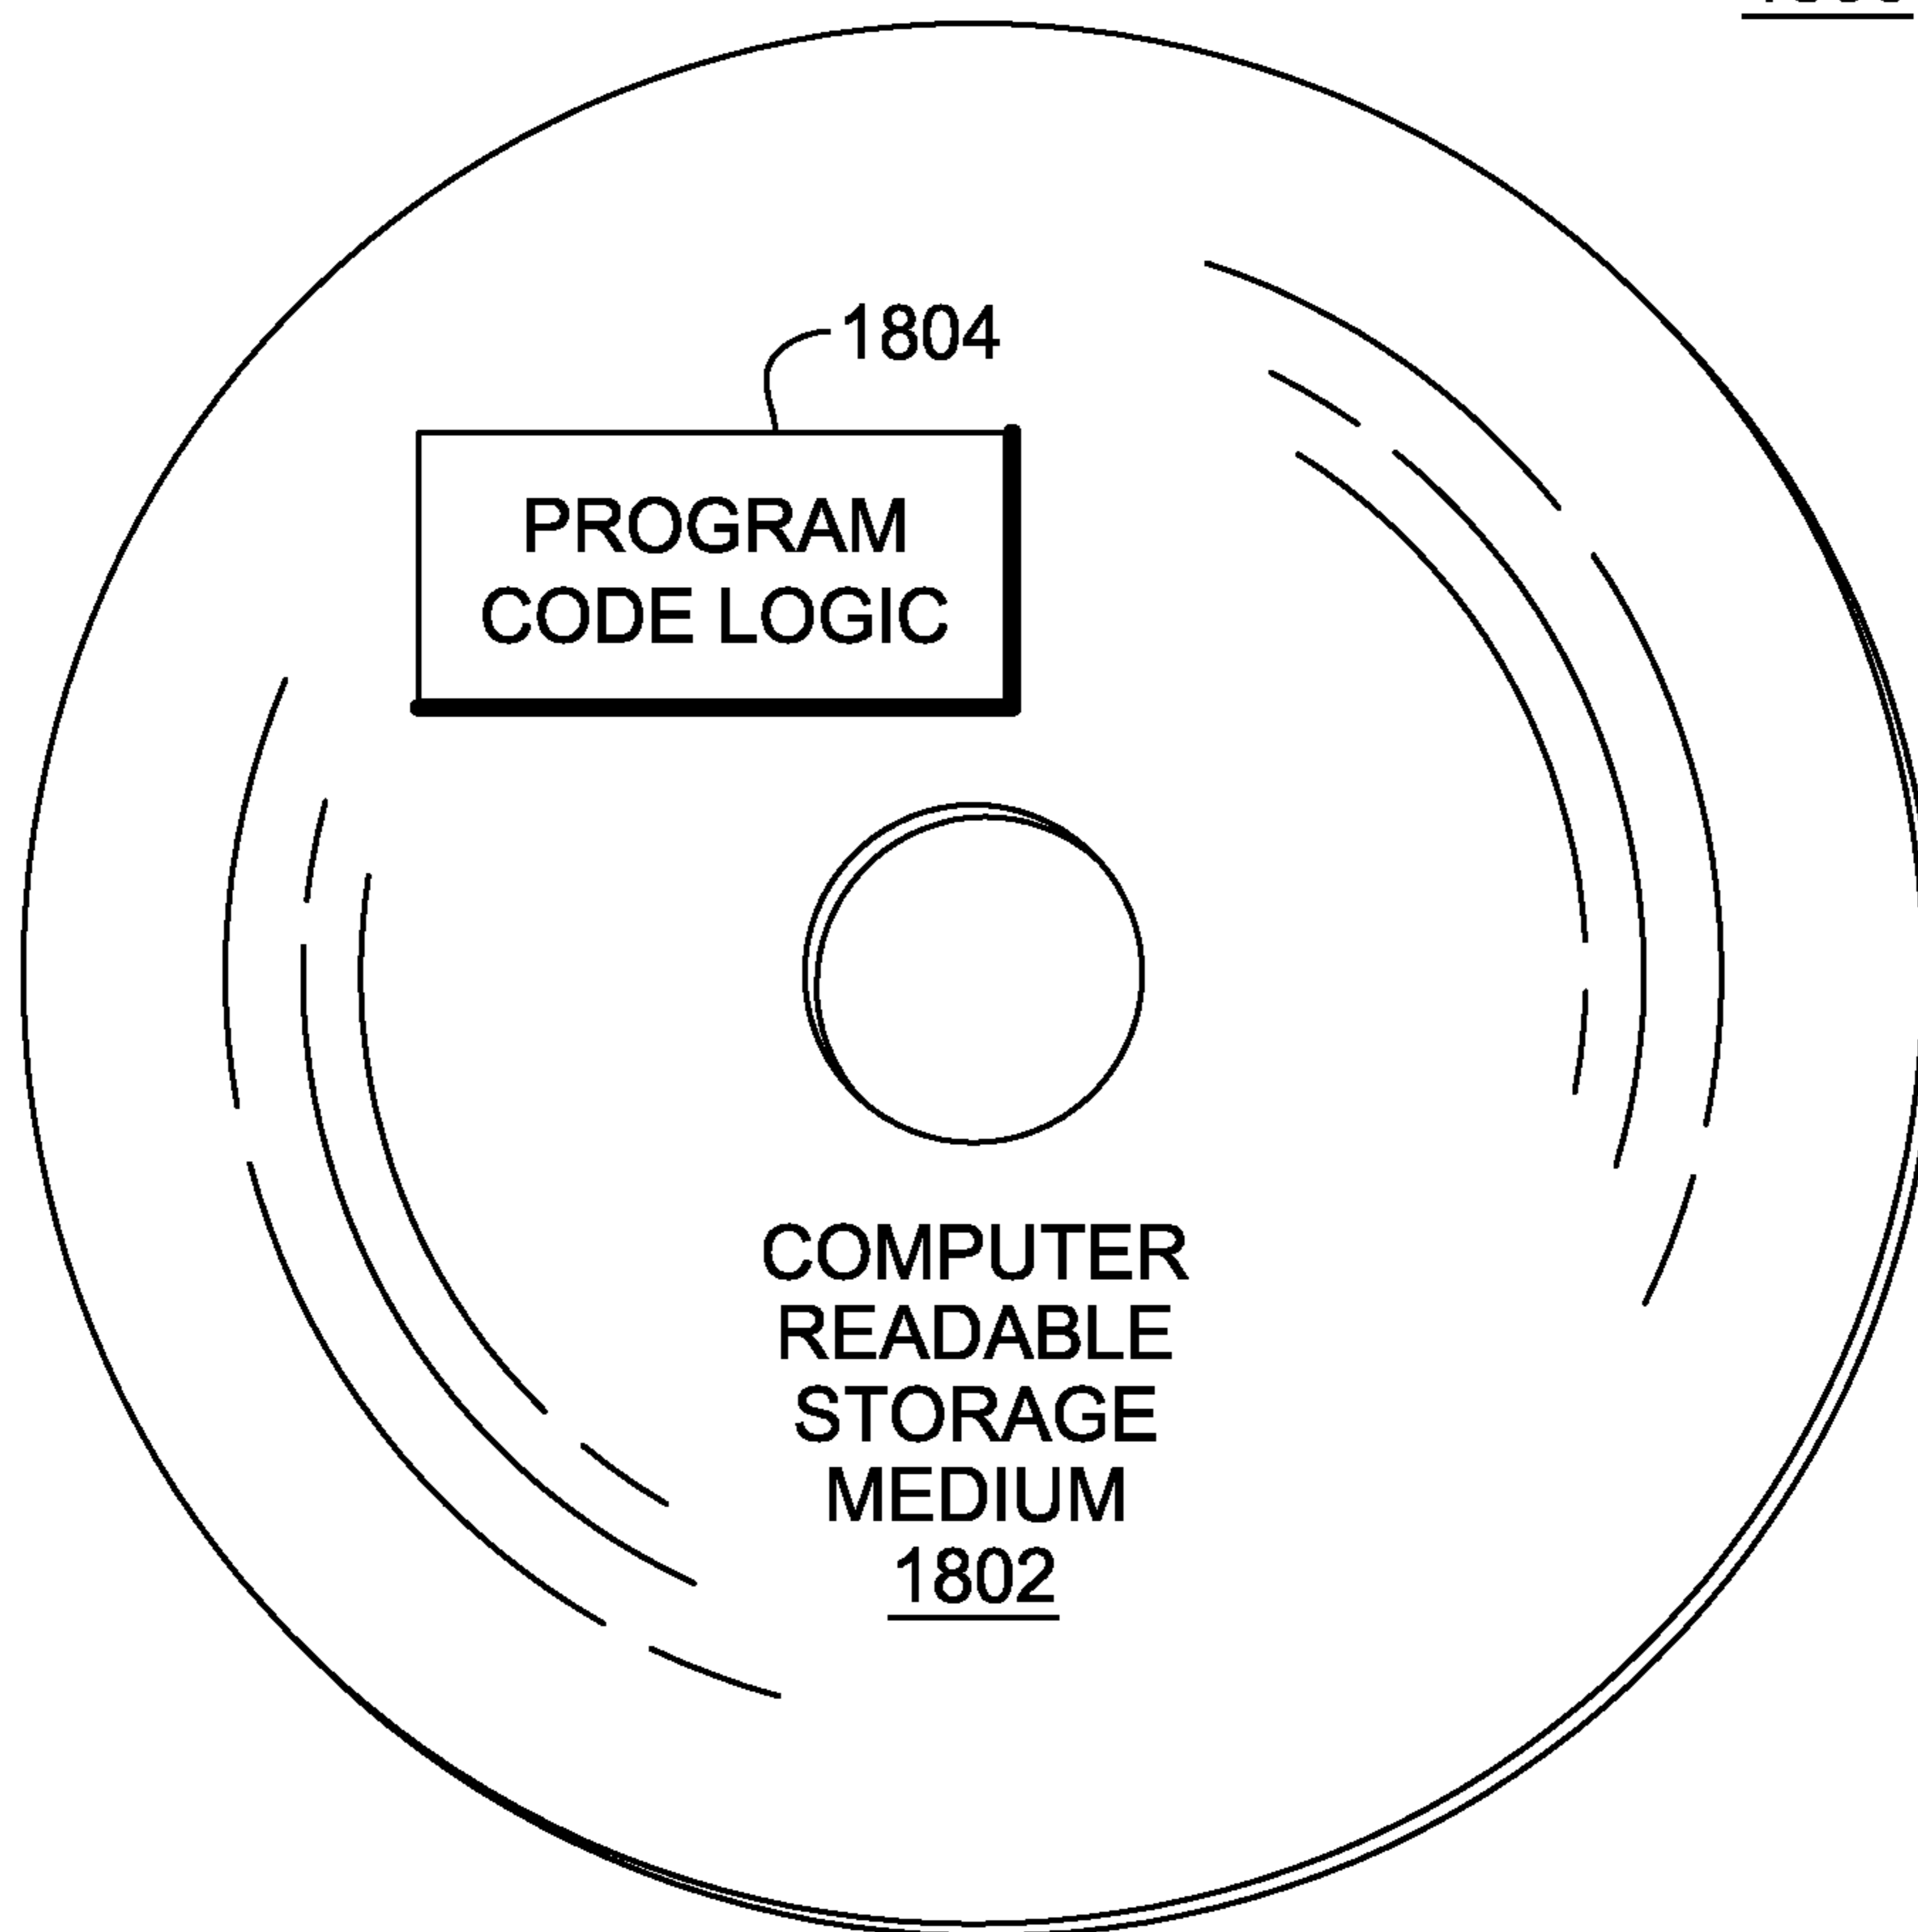 1804
PROGRAM
CODE LOGIC
COMPUTER
READABLE
STORAGE
MEDIUM
1802